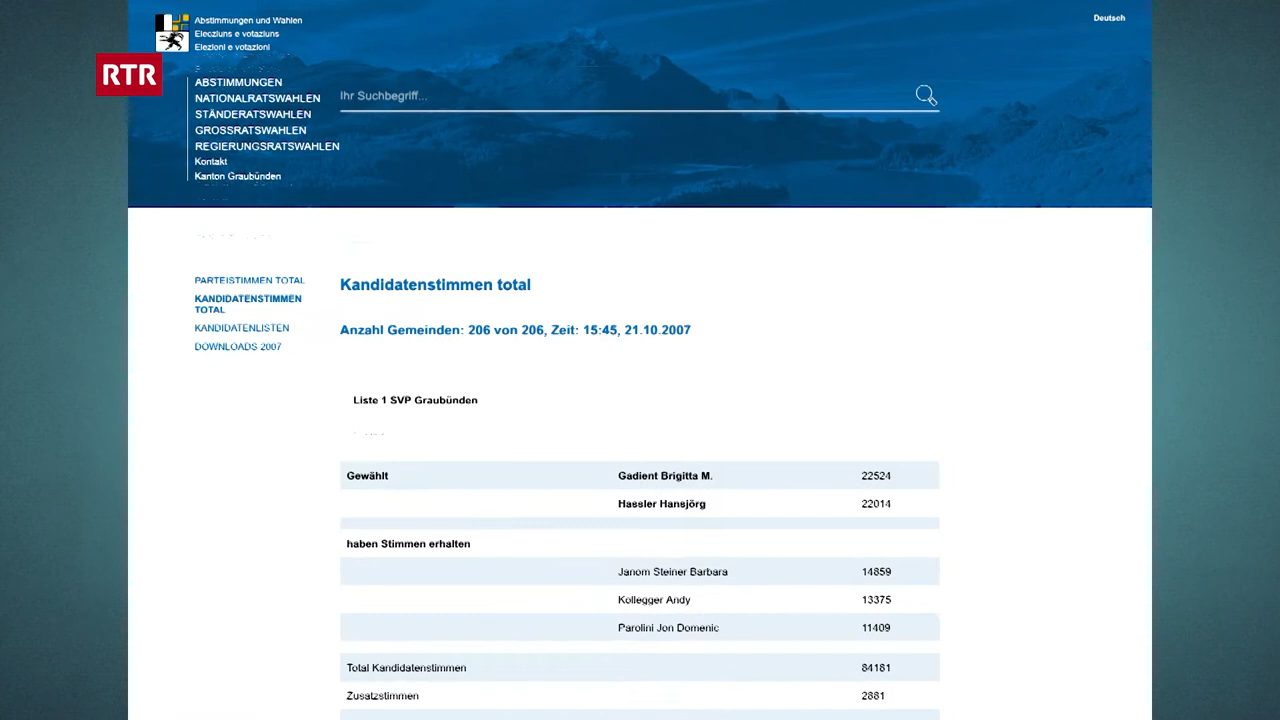 Abstimmungen und Wahlen
Elecziuns e votaziuns
Elezioni e votazioni
Deutsch
RTR
ABSTIMMUNGEN
NATIONALRATSWAHLEN
STÄNDERATSWAHLEN
GROSSRATSWAHLEN
REGIERUNGSRATSWAHLEN
Kontakt
Kanton Graubünden
Ihr Suchbegriff...
PARTEISTIMMEN TOTAL
KANDIDATENSTIMMEN
TOTAL
KANDIDATENLISTEN
DOWNLOADS 2007
Kandidatenstimmen total
Anzahl Gemeinden: 206 von 206, Zeit: 15:45, 21.10.2007
Liste 1 SVP Graubünden
Gewählt Gadient Brigitta M. 22524
Hassler Hansjörg 22014
haben Stimmen erhalten
Janom Steiner Barbara 14859
Kollegger Andy 13375
Parolini Jon Domenic 11409
Total Kandidatenstimmen 84181
Zusatzstimmen 2881